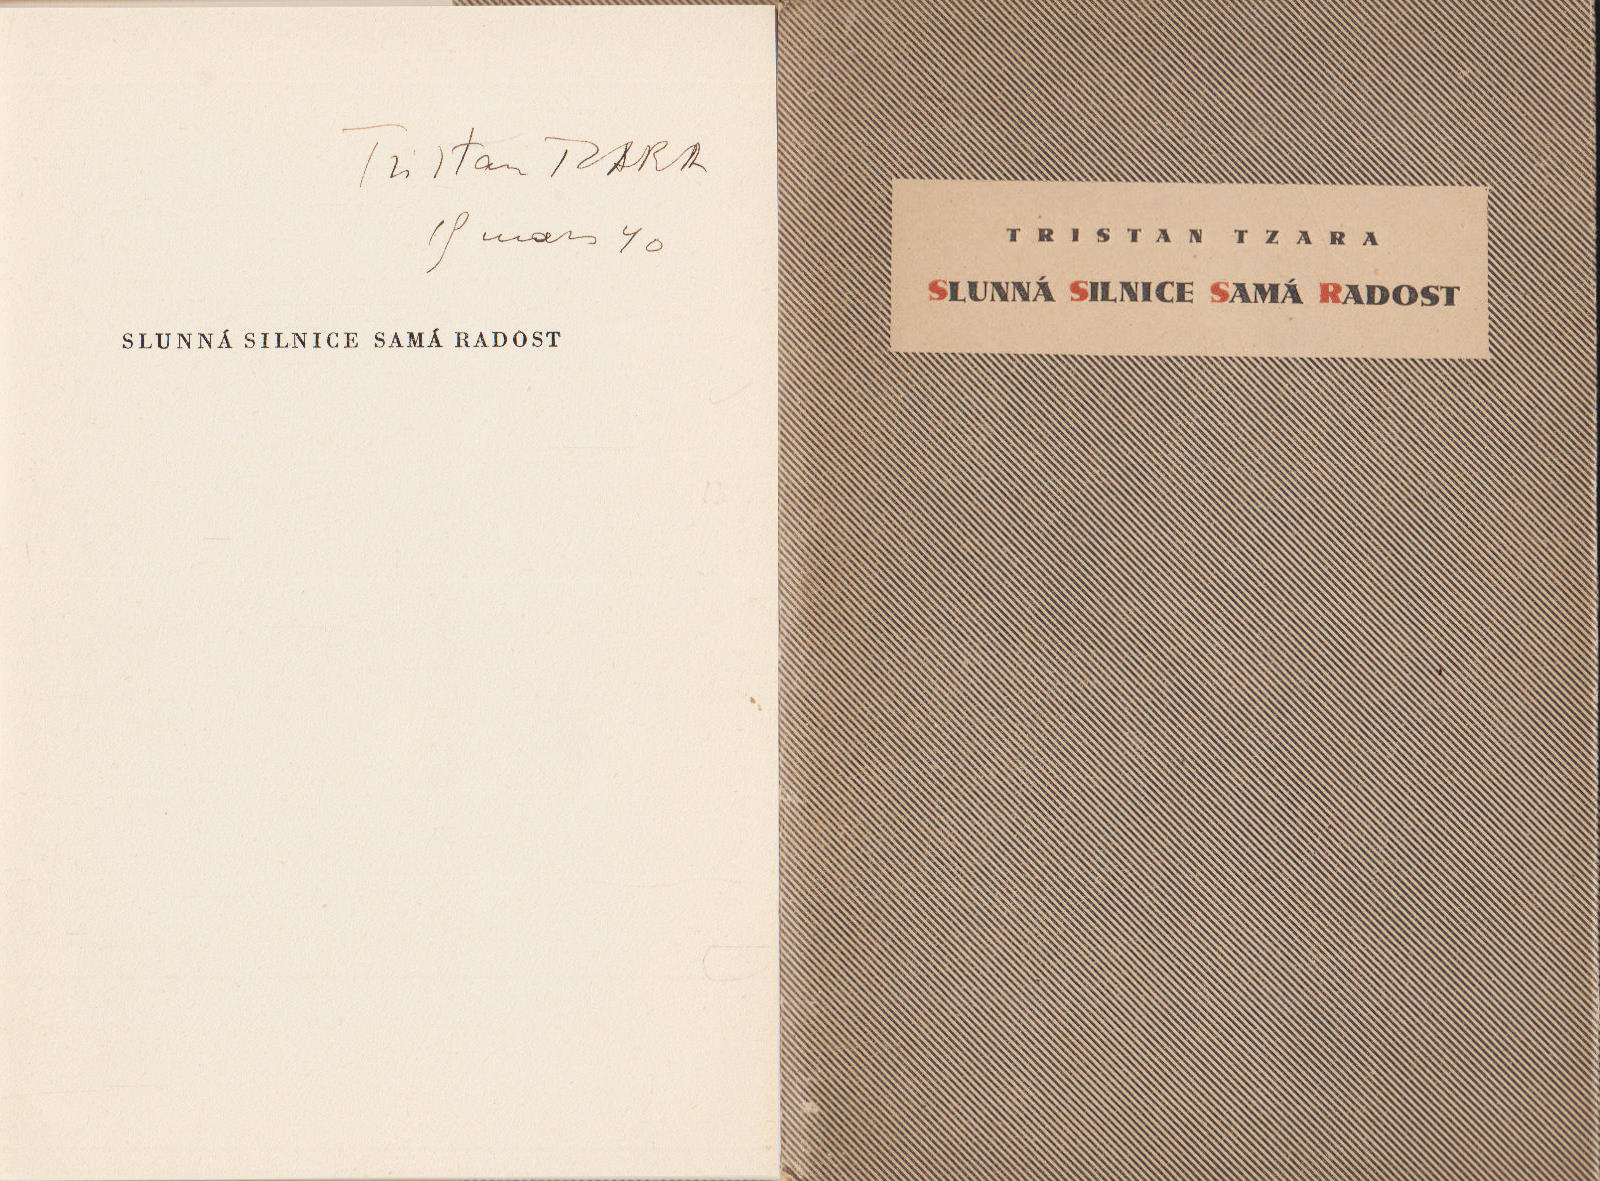 Tristan TZARA
19 mars 40
SLUNNÁ SILNICE SAMÁ RADOST
TRISTAN TZARA
SLUNNÁ SILNICE SAMÁ RADOST